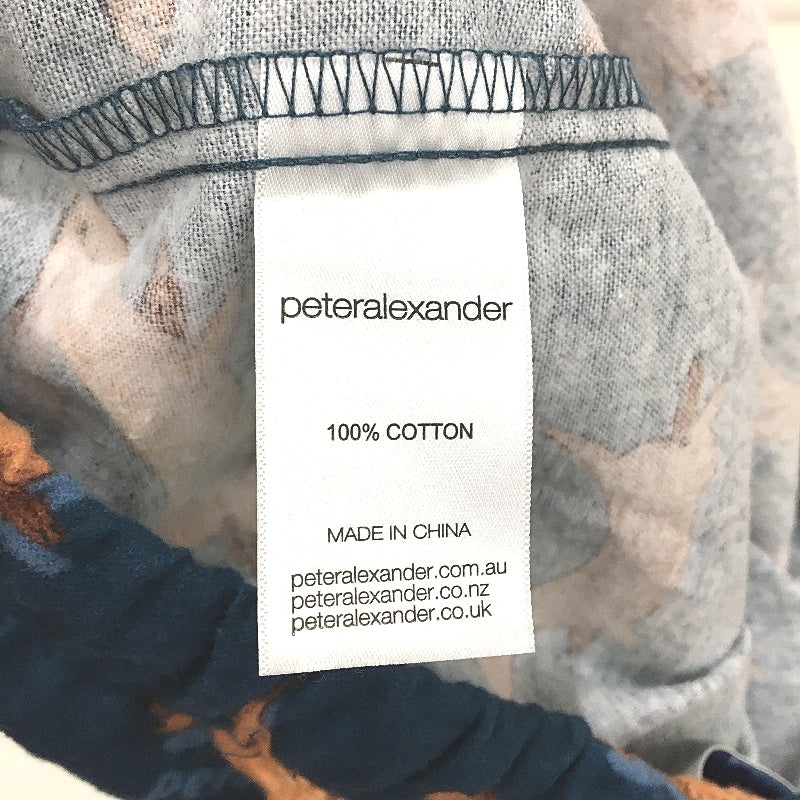 peteralexander
100% COTTON
MADE IN CHINA
peteralexander.com.au
peteralexander.co.nz
peteralexander.co.uk